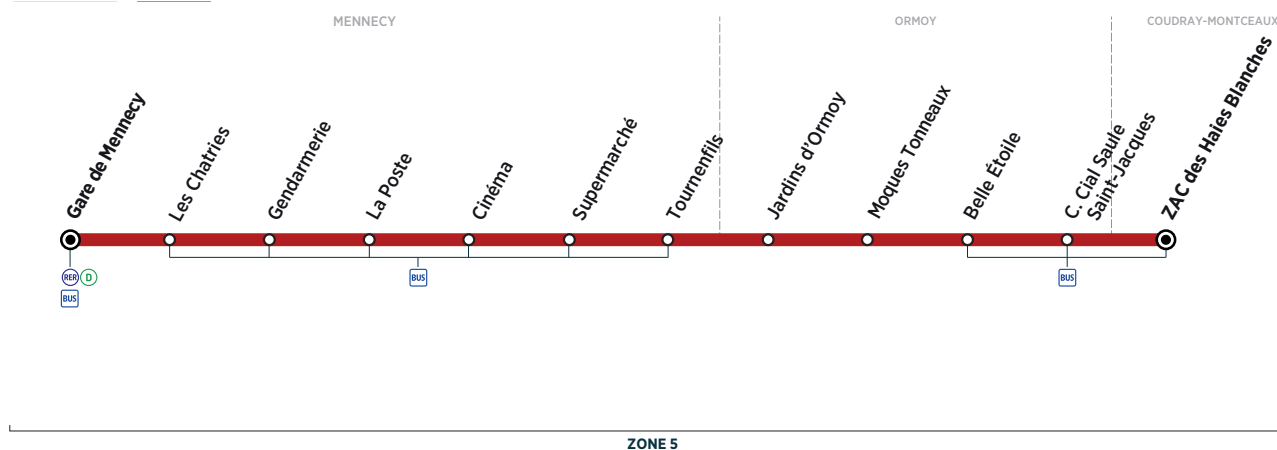 MENNECY
ORMOY
COUDRAY-MONTCEAUX
Gare de Mennecy
Les Chatries
Gendarmerie
La Poste
Cinéma
Supermarché
Tournenfils
Jardins d'Ormoy
Moques Tonneaux
Belle Étoile
C. Cial Saule
Saint-Jacques
ZAC des Haies Blanches
RER D
BUS
BUS
BUS
ZONE 5